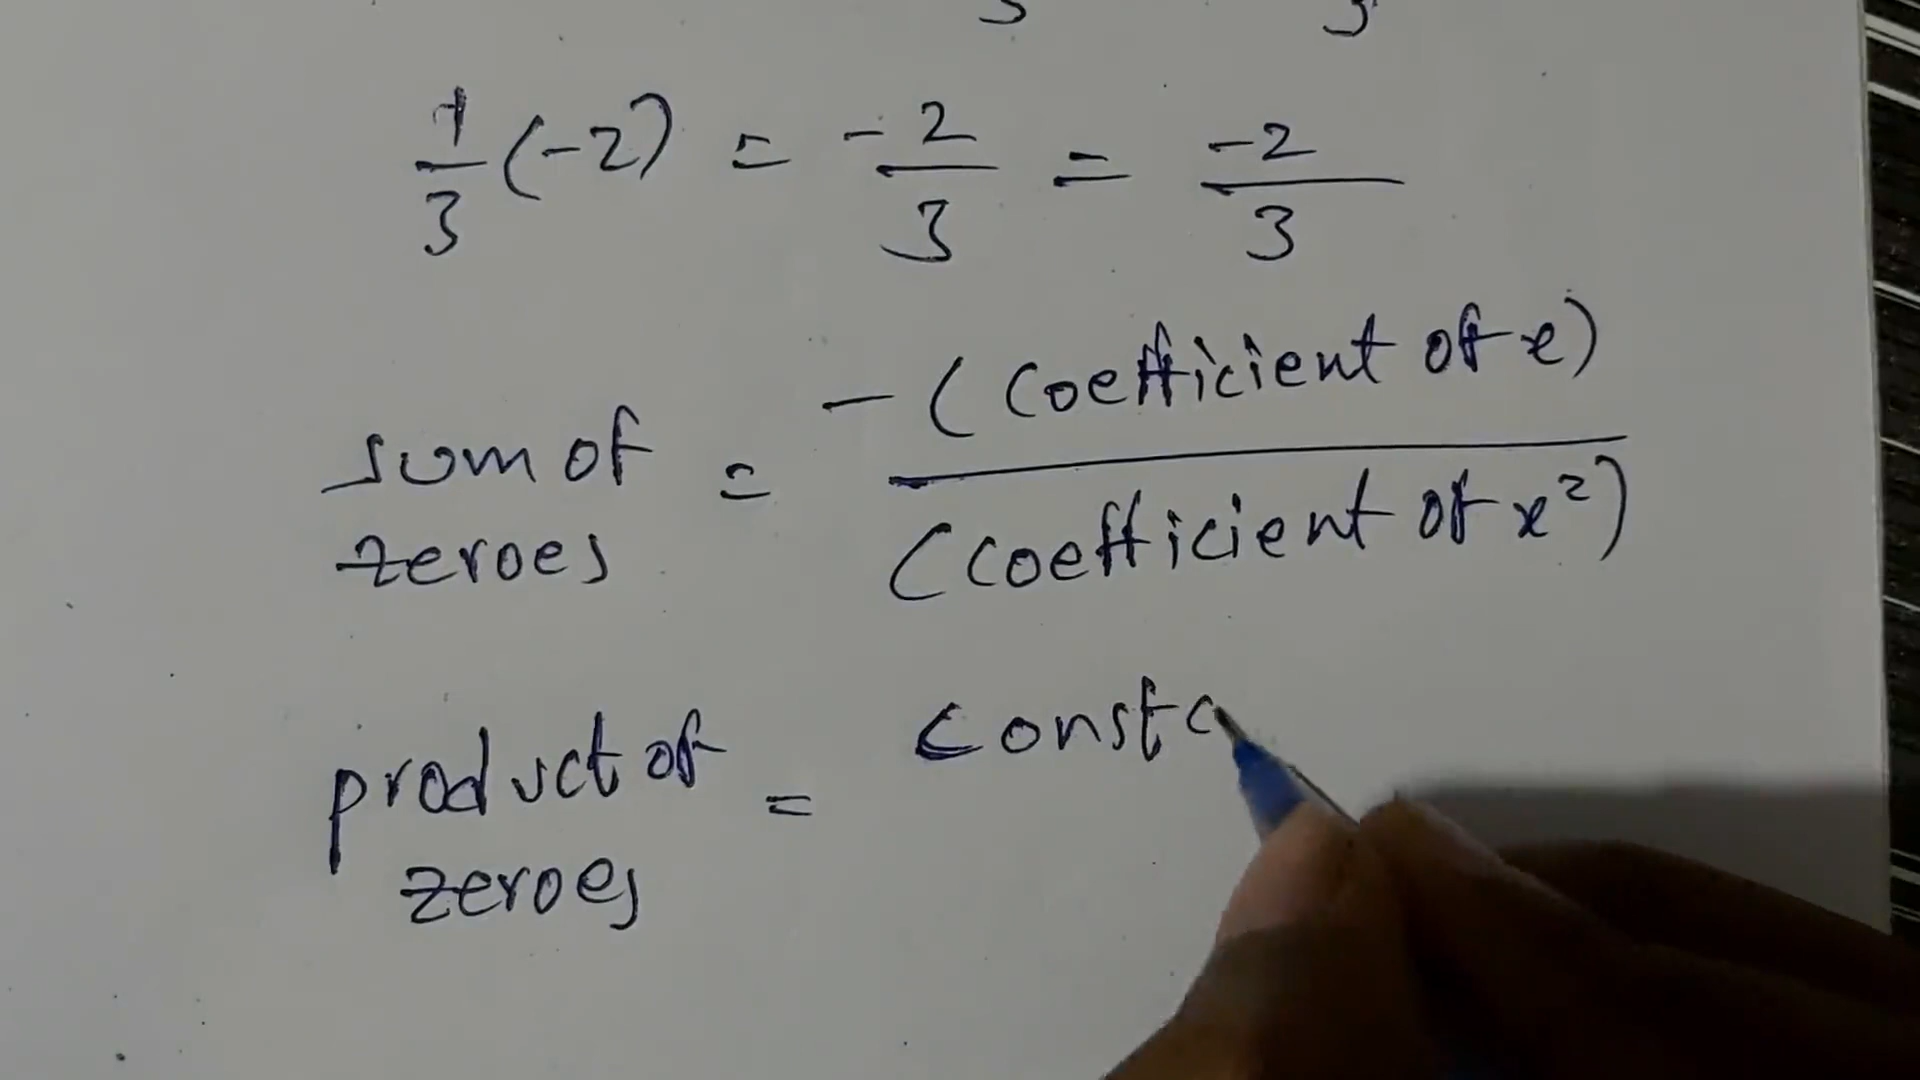 1/3 (-2) = -2/3 = -2/3
sum of zeroes = -(coefficient of x) / (coefficient of x²)
product of zeroes = consta